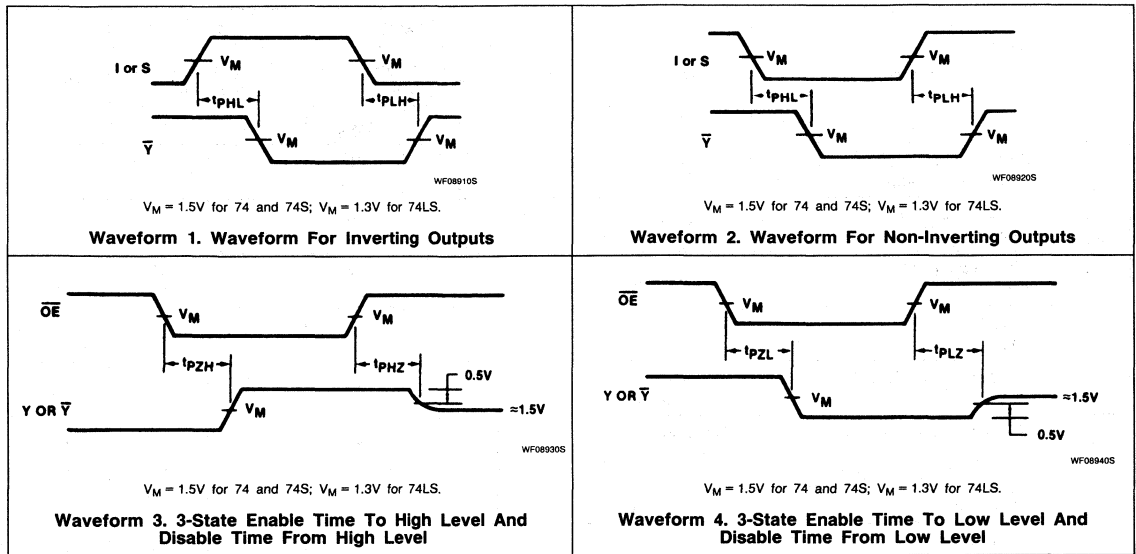 I or S
V_M
V_M
t_PHL
t_PLH
Y̅
V_M
V_M
WF08910S
V_M = 1.5V for 74 and 74S; V_M = 1.3V for 74LS.
Waveform 1. Waveform For Inverting Outputs
I or S
V_M
V_M
t_PHL
t_PLH
Y̅
V_M
V_M
WF08920S
V_M = 1.5V for 74 and 74S; V_M = 1.3V for 74LS.
Waveform 2. Waveform For Non-Inverting Outputs
O̅E̅
V_M
V_M
t_PZH
t_PHZ
0.5V
Y OR Y̅
V_M
≈1.5V
WF08930S
V_M = 1.5V for 74 and 74S; V_M = 1.3V for 74LS.
Waveform 3. 3-State Enable Time To High Level And
Disable Time From High Level
O̅E̅
V_M
V_M
t_PZL
t_PLZ
Y OR Y̅
V_M
≈1.5V
0.5V
WF08940S
V_M = 1.5V for 74 and 74S; V_M = 1.3V for 74LS.
Waveform 4. 3-State Enable Time To Low Level And
Disable Time From Low Level